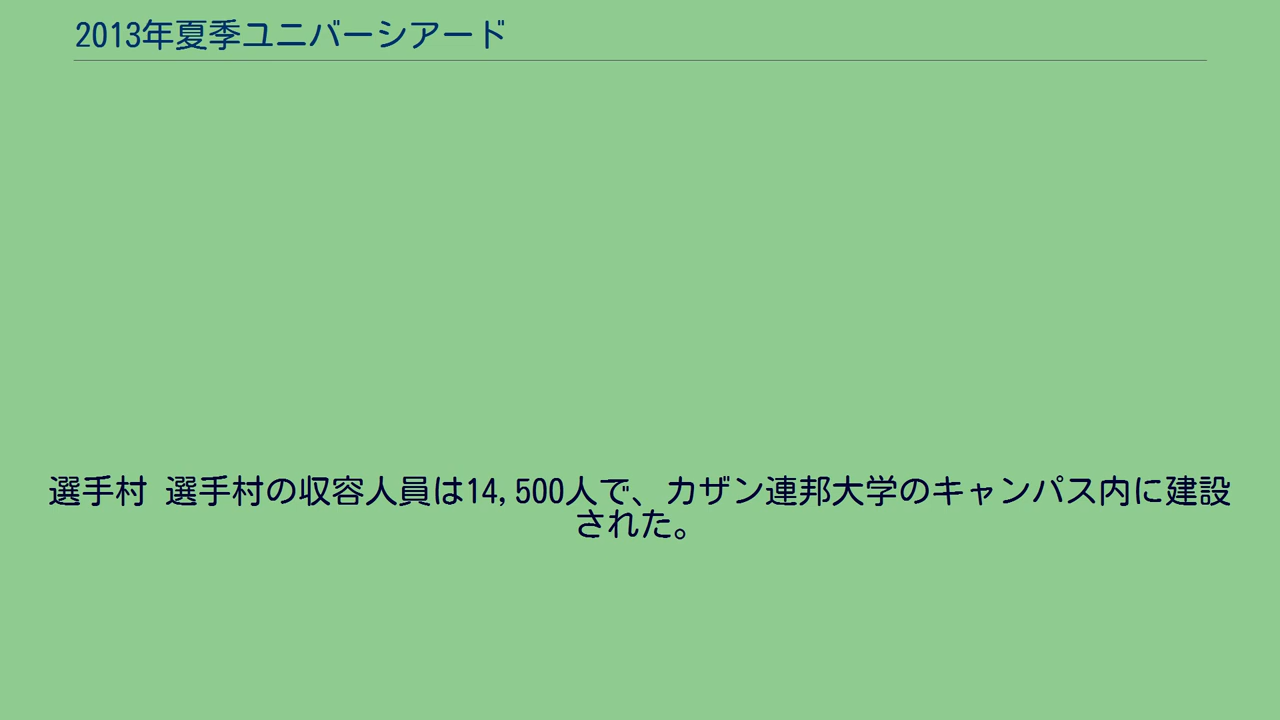 2013年夏季ユニバーシアード
選手村 選手村の収容人員は14,500人で、カザン連邦大学のキャンパス内に建設
された。